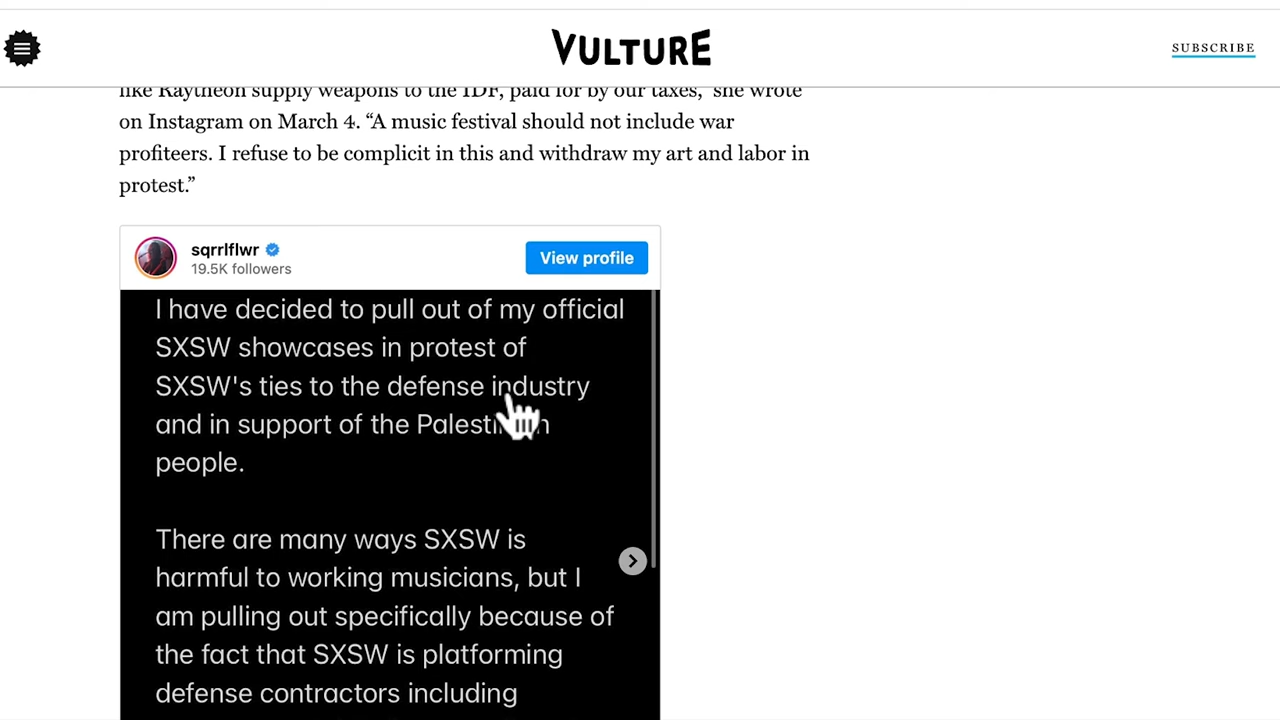 VULTURE
SUBSCRIBE
like Raytheon supply weapons to the IDF, paid for by our taxes,” she wrote
on Instagram on March 4. “A music festival should not include war
profiteers. I refuse to be complicit in this and withdraw my art and labor in
protest.”
sqrrlflwr
19.5K followers
View profile
I have decided to pull out of my official
SXSW showcases in protest of
SXSW's ties to the defense industry
and in support of the Palestinian
people.
There are many ways SXSW is
harmful to working musicians, but I
am pulling out specifically because of
the fact that SXSW is platforming
defense contractors including